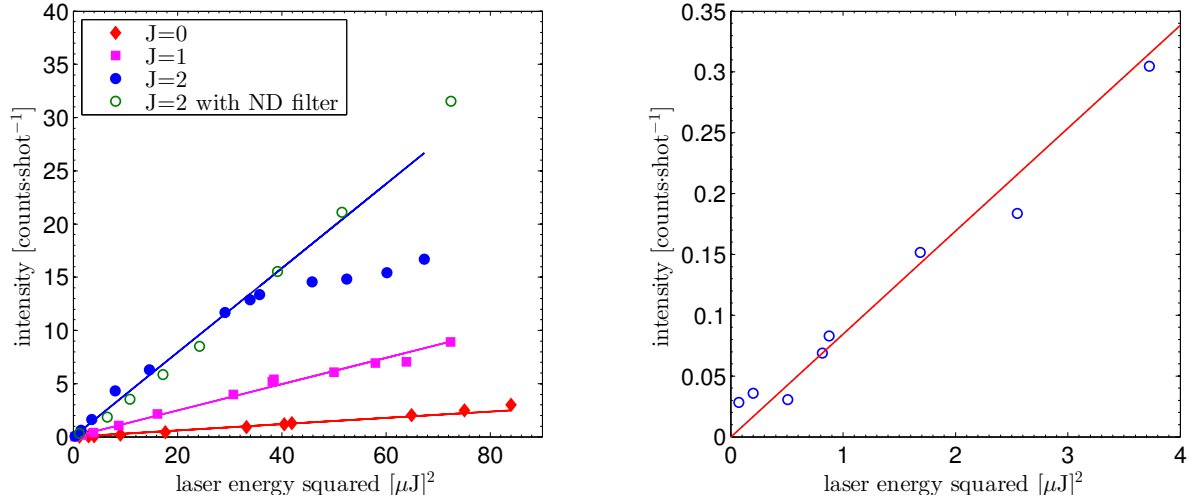 40
35
30
25
20
15
10
5
0
0 20 40 60 80
intensity [counts·shot⁻¹]
laser energy squared [μJ]²
J=0
J=1
J=2
J=2 with ND filter
0.35
0.3
0.25
0.2
0.15
0.1
0.05
0
0 1 2 3 4
intensity [counts·shot⁻¹]
laser energy squared [μJ]²